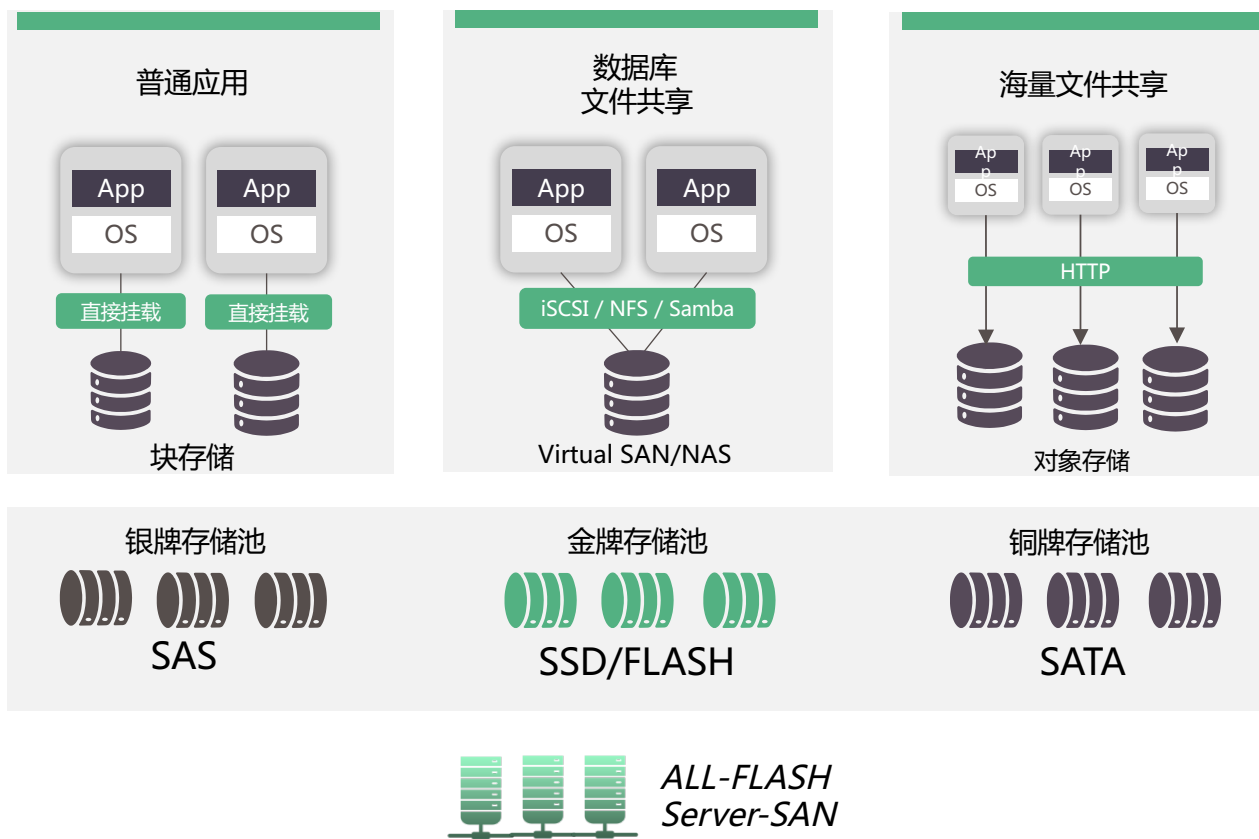 普通应用
App
App
OS
OS
直接挂载
直接挂载
块存储
数据库
文件共享
App
App
OS
OS
iSCSI / NFS / Samba
Virtual SAN/NAS
海量文件共享
App
App
App
OS
OS
OS
HTTP
对象存储
银牌存储池
SAS
金牌存储池
SSD/FLASH
铜牌存储池
SATA
ALL-FLASH
Server-SAN